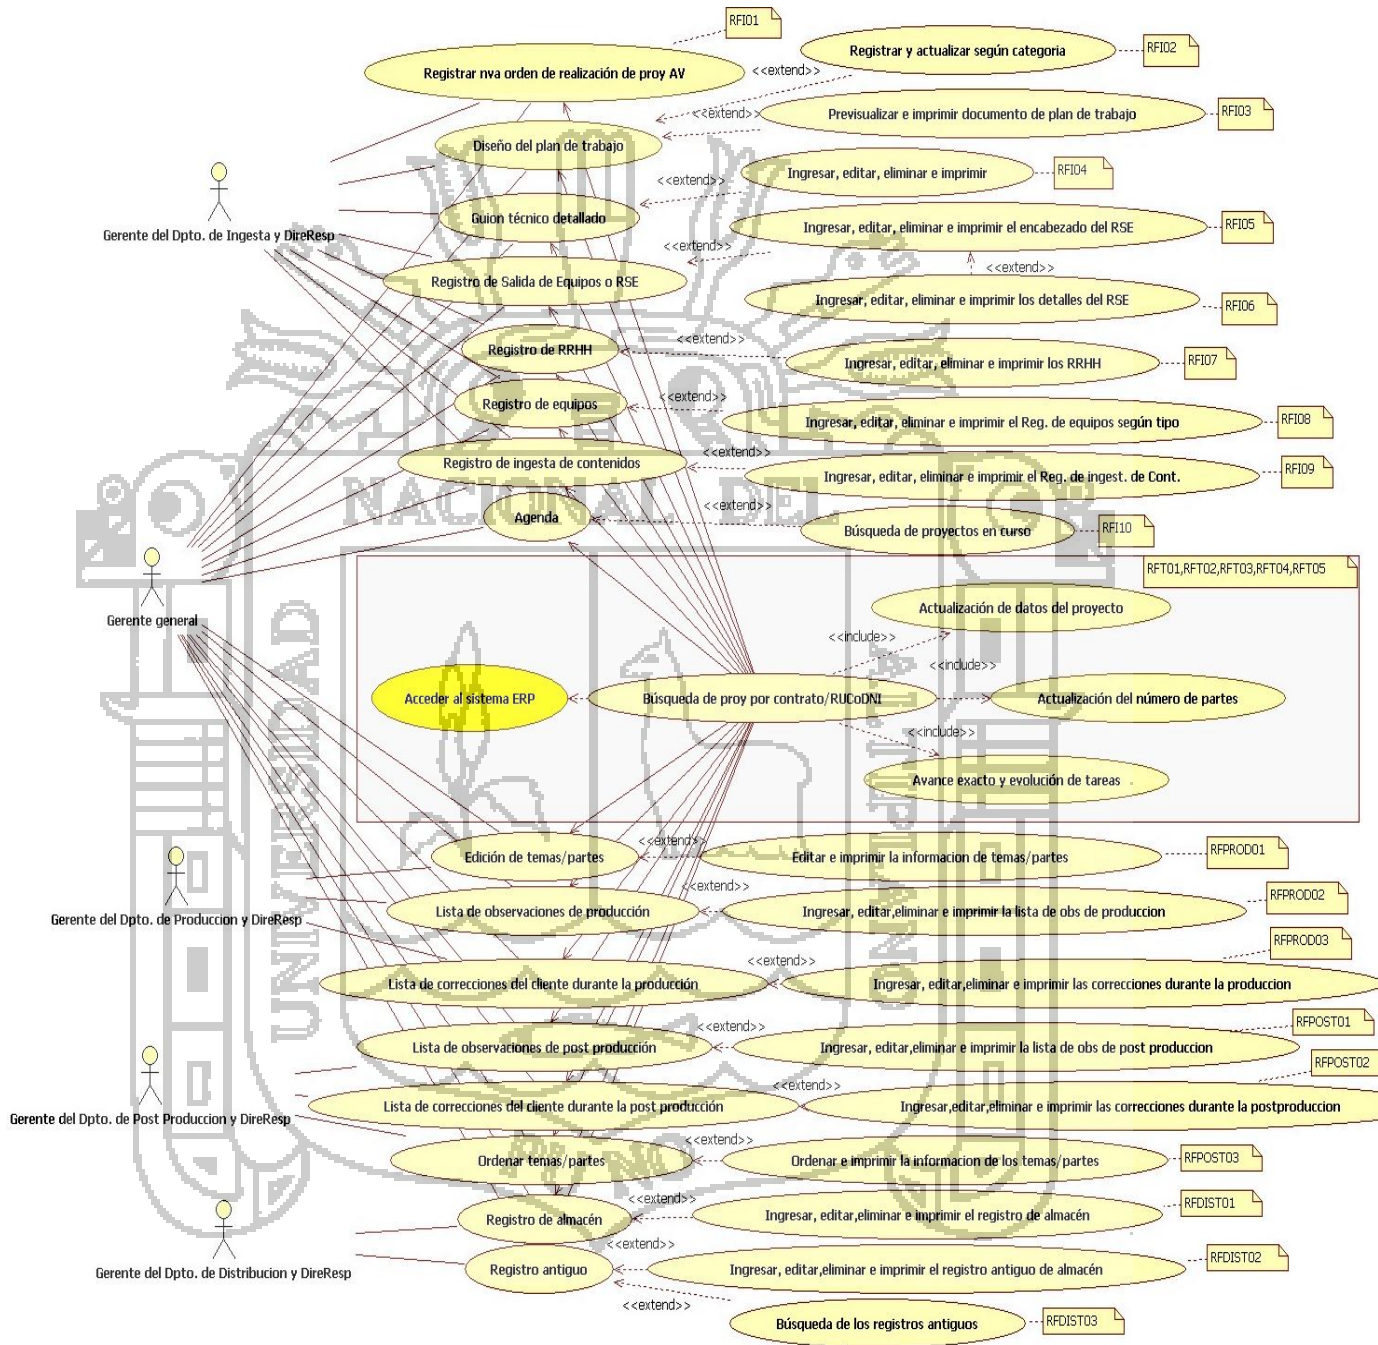 RFI01
Registrar y actualizar según categoria
RFI02
Registrar nva orden de realización de proy AV
<<extend>>
<<extend>>
Previsualizar e imprimir documento de plan de trabajo
RFI03
Diseño del plan de trabajo
Ingresar, editar, eliminar e imprimir
RFI04
<<extend>>
Guion técnico detallado
Gerente del Dpto. de Ingesta y DireResp
Ingresar, editar, eliminar e imprimir el encabezado del RSE
RFI05
<<extend>>
<<extend>>
Registro de Salida de Equipos o RSE
Ingresar, editar, eliminar e imprimir los detalles del RSE
RFI06
<<extend>>
Registro de RRHH
Ingresar, editar, eliminar e imprimir los RRHH
RFI07
<<extend>>
Registro de equipos
Ingresar, editar, eliminar e imprimir el Reg. de equipos según tipo
RFI08
<<extend>>
Registro de ingesta de contenidos
Ingresar, editar, eliminar e imprimir el Reg. de ingest. de Cont.
RFI09
NACIONAL DEL
<<extend>>
Agenda
Búsqueda de proyectos en curso
RFI10
RFT01,RFT02,RFT03,RFT04,RFT05
Gerente general
Actualización de datos del proyecto
<<include>>
<<include>>
UNIVERSIDAD
ALTIPLANO
Acceder al sistema ERP
Búsqueda de proy por contrato/RUCoDNI
Actualización del número de partes
<<include>>
Avance exacto y evolución de tareas
<<extend>>
Edición de temas/partes
Editar e imprimir la informacion de temas/partes
RFPROD01
<<extend>>
RFPROD02
Lista de observaciones de producción
Ingresar, editar,eliminar e imprimir la lista de obs de produccion
Gerente del Dpto. de Produccion y DireResp
RFPROD03
<<extend>>
Lista de correcciones del cliente durante la producción
Ingresar, editar,eliminar e imprimir las correcciones durante la produccion
RFPOST01
<<extend>>
Lista de observaciones de post producción
Ingresar, editar,eliminar e imprimir la lista de obs de post produccion
RFPOST02
<<extend>>
Lista de correcciones del cliente durante la post producción
Ingresar,editar,eliminar e imprimir las correcciones durante la postproduccion
Gerente del Dpto. de Post Produccion y DireResp
<<extend>>
PUNO
Ordenar temas/partes
Ordenar e imprimir la informacion de los temas/partes
RFPOST03
<<extend>>
RFDIST01
Registro de almacén
Ingresar, editar,eliminar e imprimir el registro de almacén
<<extend>>
RFDIST02
Registro antiguo
Ingresar, editar,eliminar e imprimir el registro antiguo de almacén
Gerente del Dpto. de Distribucion y DireResp
<<extend>>
Búsqueda de los registros antiguos
RFDIST03